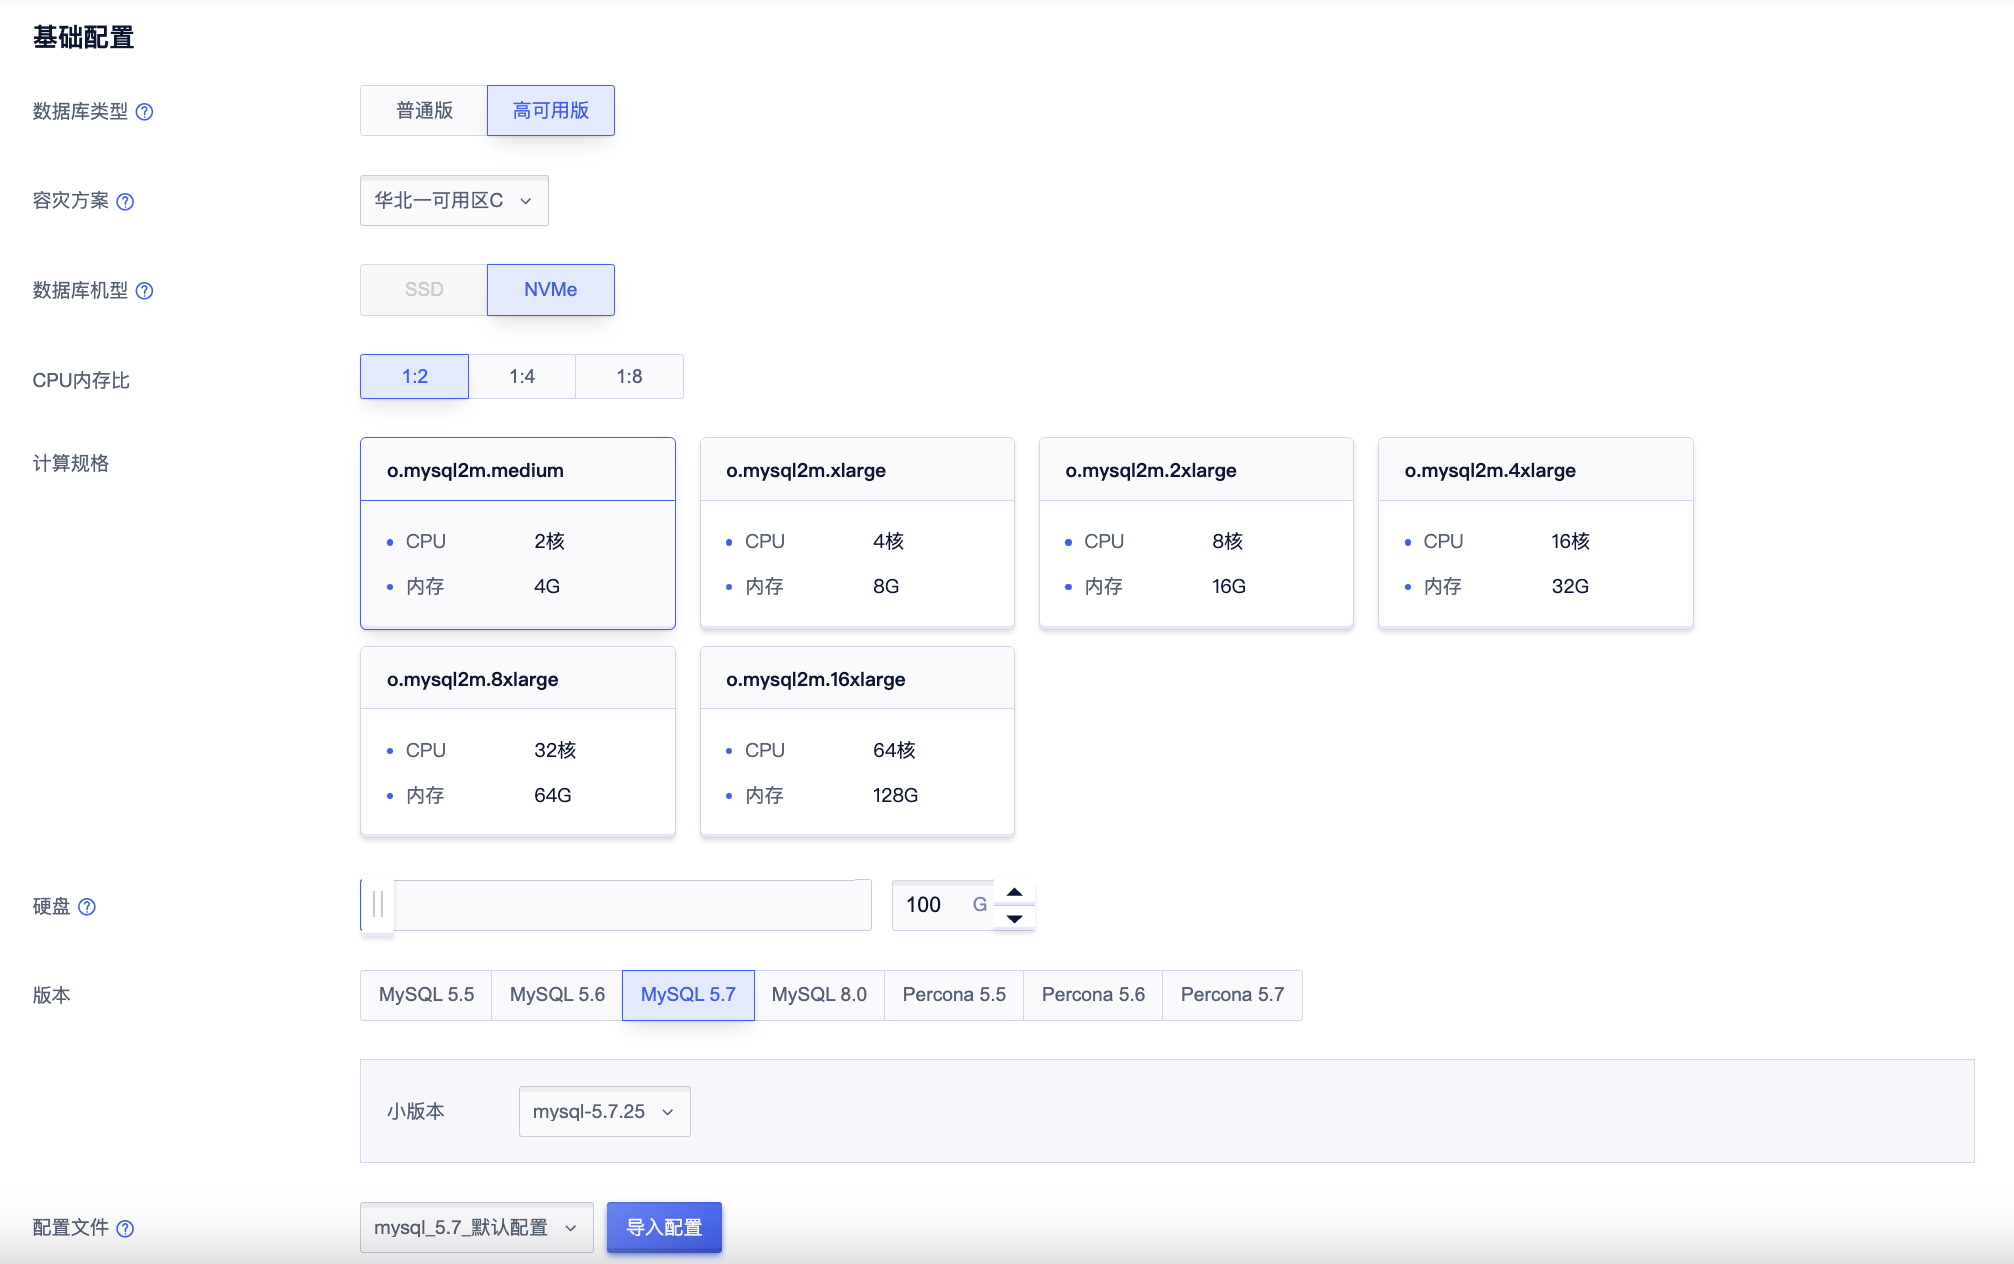 基础配置
数据库类型
普通版 高可用版
容灾方案
华北一可用区C
数据库机型
SSD NVMe
CPU内存比
1:2 1:4 1:8
计算规格
o.mysql2m.medium
CPU 2核
内存 4G
o.mysql2m.xlarge
CPU 4核
内存 8G
o.mysql2m.2xlarge
CPU 8核
内存 16G
o.mysql2m.4xlarge
CPU 16核
内存 32G
o.mysql2m.8xlarge
CPU 32核
内存 64G
o.mysql2m.16xlarge
CPU 64核
内存 128G
硬盘
100 G
版本
MySQL 5.5 MySQL 5.6 MySQL 5.7 MySQL 8.0 Percona 5.5 Percona 5.6 Percona 5.7
小版本 mysql-5.7.25
配置文件
mysql_5.7_默认配置 导入配置